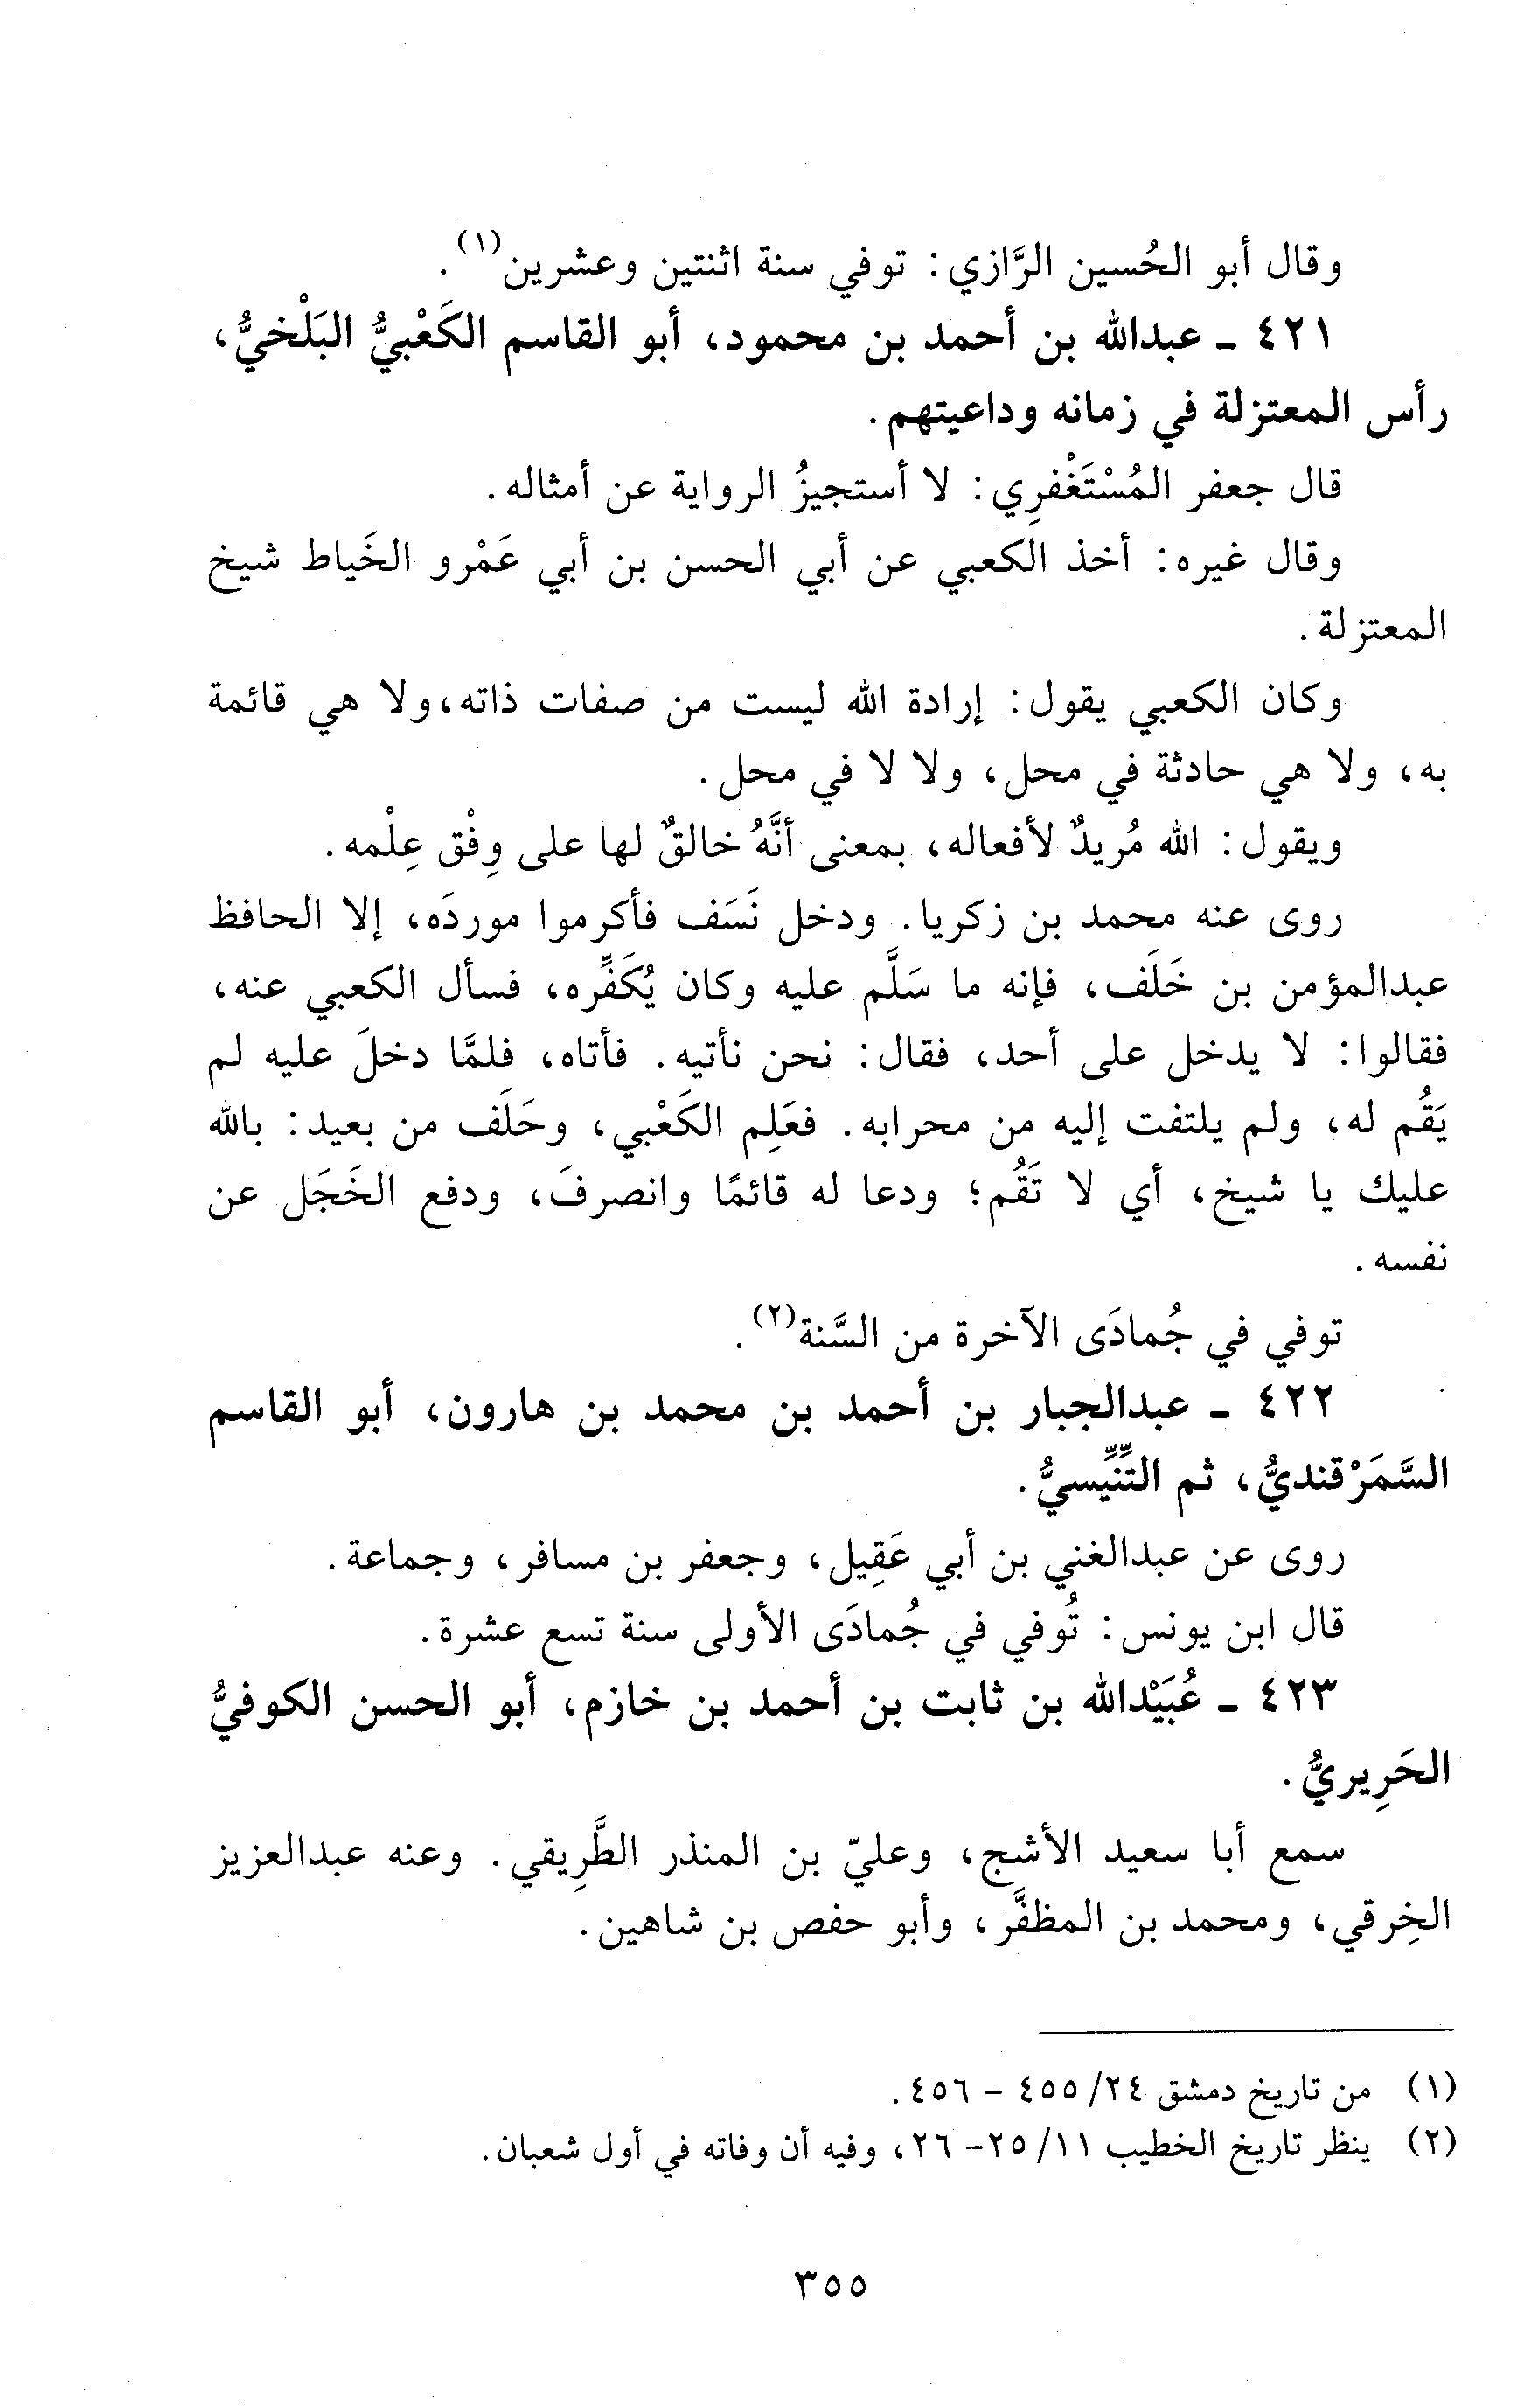 وقال أبو الحُسين الرَّازي: توفي سنة اثنتين وعشرين(١).
٤٢١ - عبدالله بن أحمد بن محمود، أبو القاسم الكَعْبيُّ البَلْخيُّ،
رأس المعتزلة في زمانه وداعيتهم.
قال جعفر المُسْتَغْفرِي: لا أستجيزُ الرواية عن أمثاله.
وقال غيره: أخذ الكعبي عن أبي الحسن بن أبي عَمْرو الخَياط شيخ
المعتزلة.
وكان الكعبي يقول: إرادة الله ليست من صفات ذاته، ولا هي قائمة
به، ولا هي حادثة في محل، ولا لا في محل.
ويقول: الله مُريدٌ لأفعاله، بمعنى أنَّهُ خالقٌ لها على وِفْق عِلْمه.
روى عنه محمد بن زكريا. ودخل نَسَف فأكرموا موردَه، إلا الحافظ
عبدالمؤمن بن خَلَف، فإنه ما سَلَّم عليه وكان يُكَفِّره، فسأل الكعبي عنه،
فقالوا: لا يدخل على أحد، فقال: نحن نأتيه. فأتاه، فلمَّا دخلَ عليه لم
يَقُم له، ولم يلتفت إليه من محرابه. فعَلِم الكَعْبي، وحَلَف من بعيد: بالله
عليك يا شيخ، أي لا تَقُم؛ ودعا له قائمًا وانصرفَ، ودفع الخَجَل عن
نفسه.
توفي في جُمادَى الآخرة من السَّنة(٢).
٤٢٢ - عبدالجبار بن أحمد بن محمد بن هارون، أبو القاسم
السَّمَرْقنديُّ، ثم التِّنِّيسيُّ.
روى عن عبدالغني بن أبي عَقِيل، وجعفر بن مسافر، وجماعة.
قال ابن يونس: تُوفي في جُمادَى الأولى سنة تسع عشرة.
٤٢٣ - عُبَيْدالله بن ثابت بن أحمد بن خازم، أبو الحسن الكوفيُّ
الحَرِيريُّ.
سمع أبا سعيد الأشج، وعليّ بن المنذر الطَّرِيقي. وعنه عبدالعزيز
الخِرقي، ومحمد بن المظفَّر، وأبو حفص بن شاهين.
(١) من تاريخ دمشق ٢٤/ ٤٥٥ - ٤٥٦.
(٢) ينظر تاريخ الخطيب ١١/ ٢٥- ٢٦، وفيه أن وفاته في أول شعبان.
٣٥٥